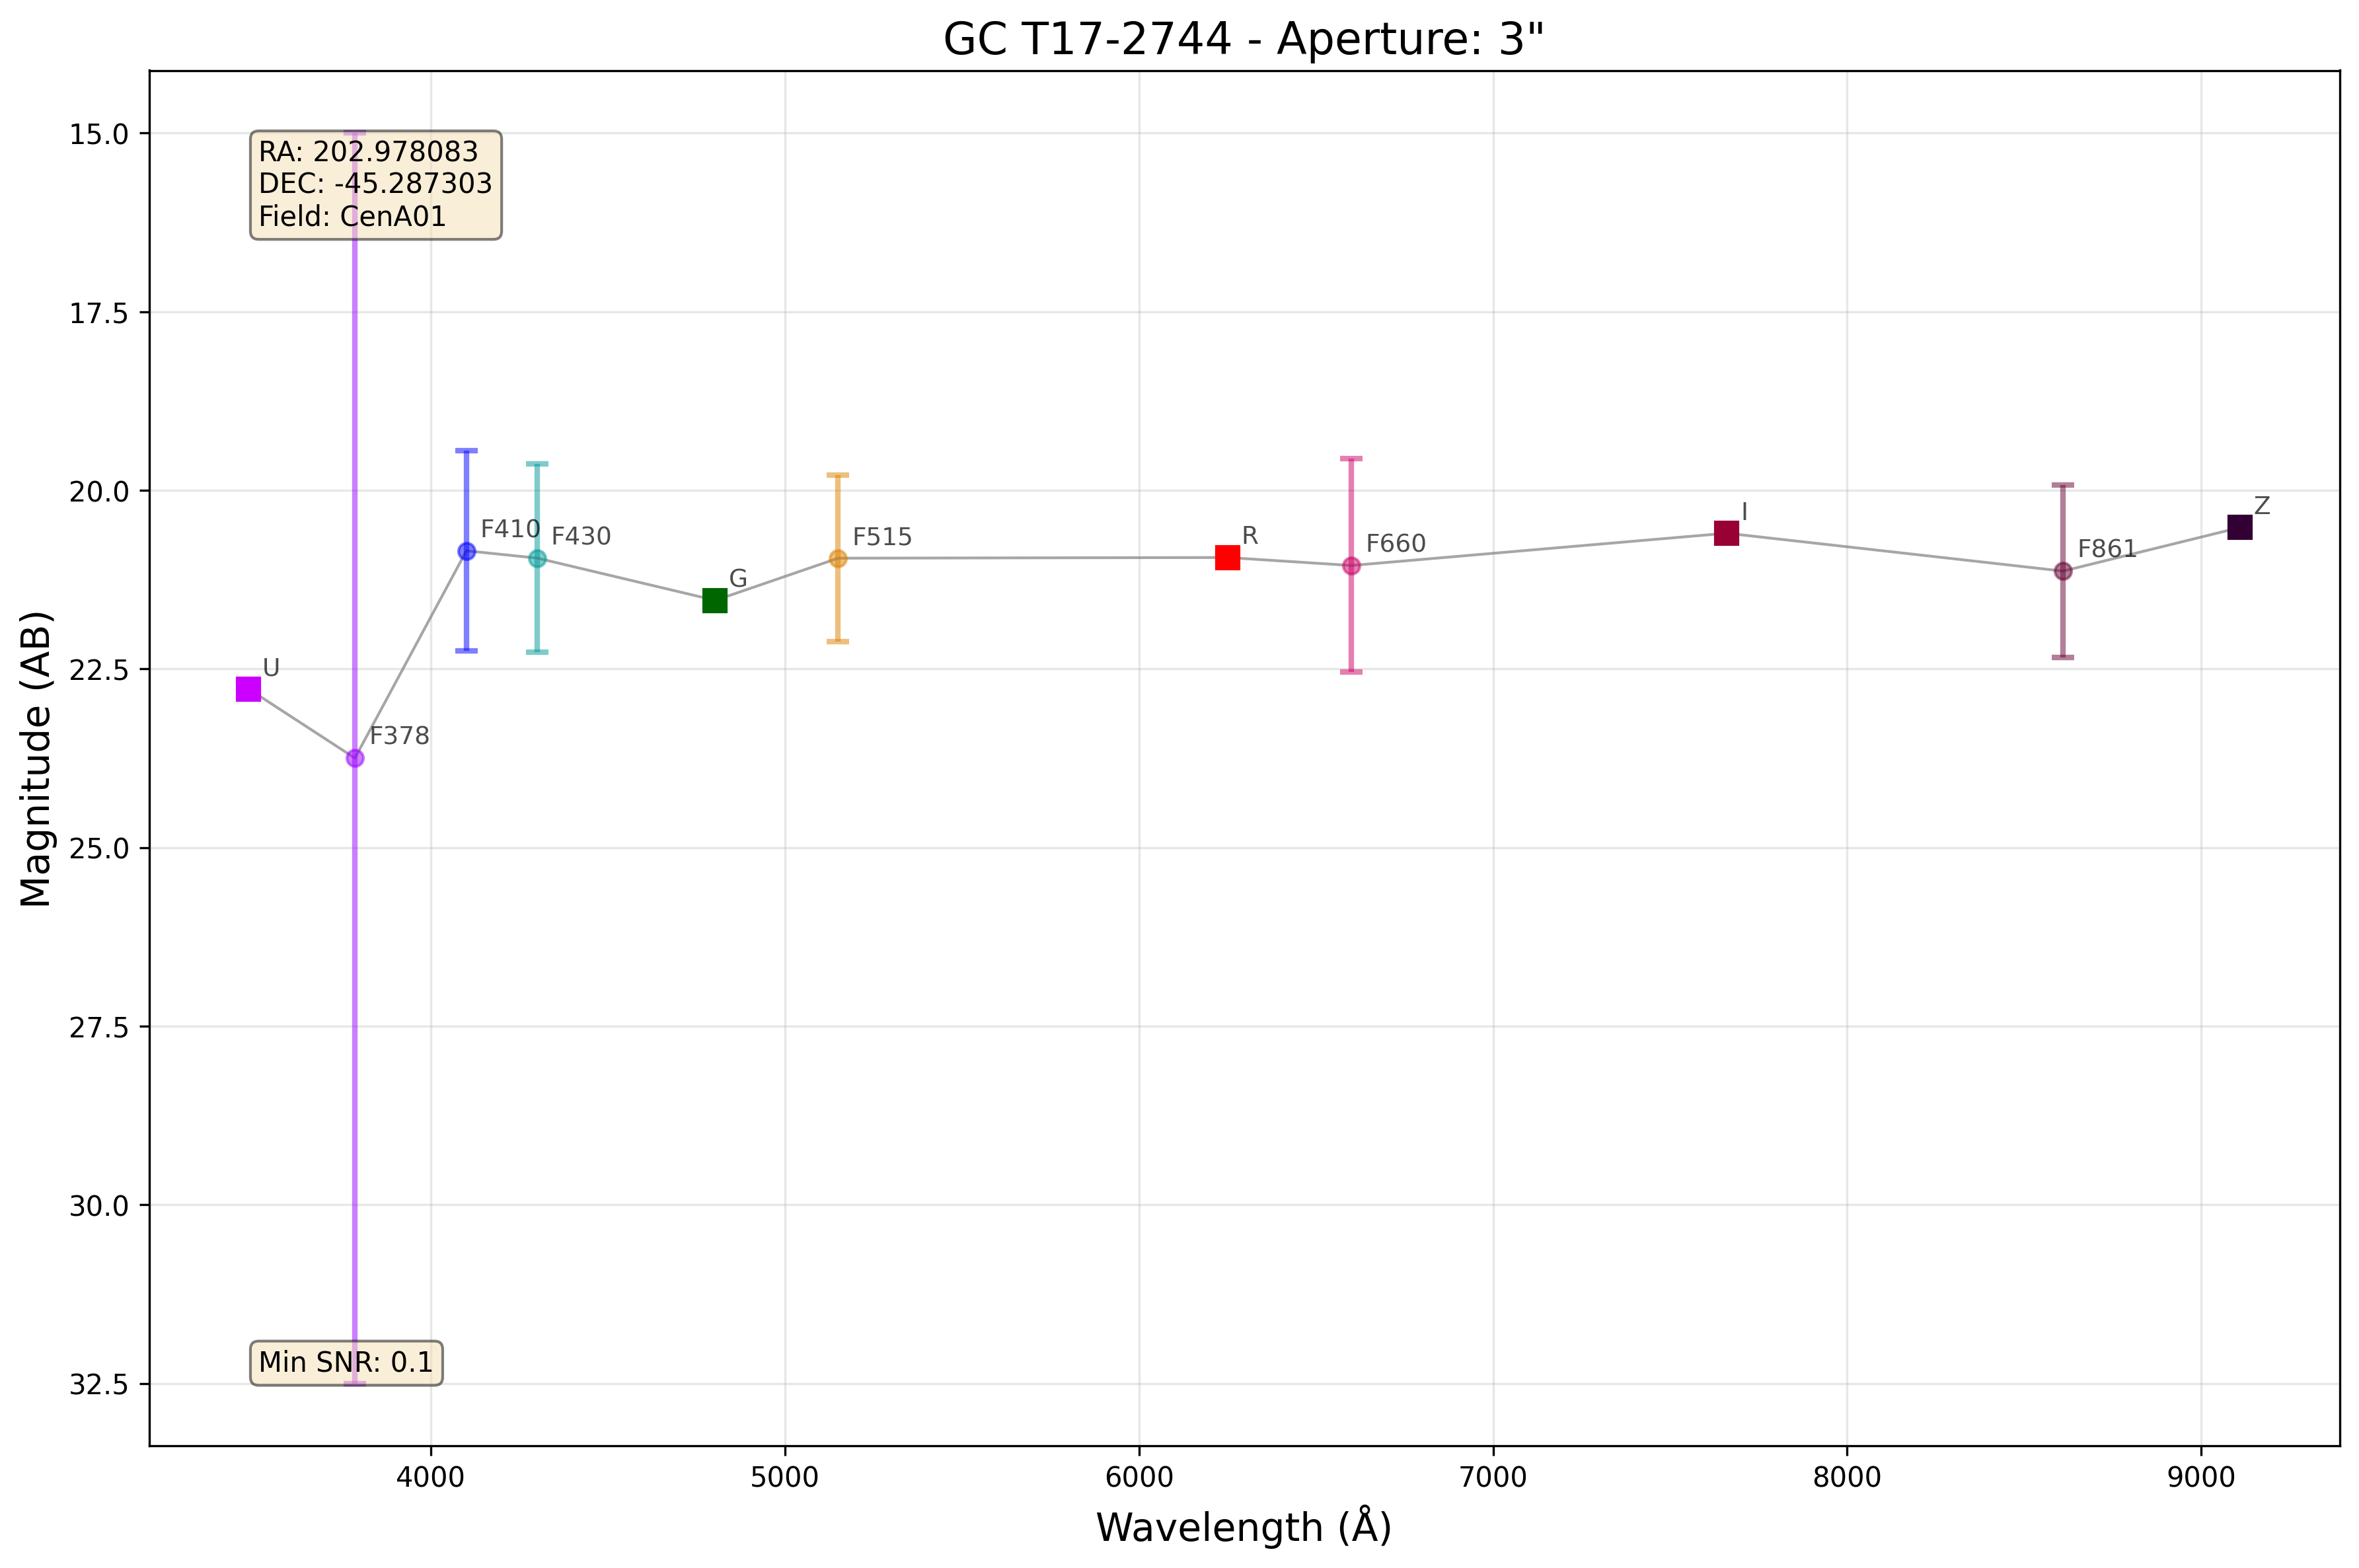 GC T17-2744 - Aperture: 3"
RA: 202.978083
DEC: -45.287303
Field: CenA01
Magnitude (AB)
15.0
17.5
20.0
22.5
25.0
27.5
30.0
32.5
U
F378
F410
F430
G
F515
R
F660
I
F861
Z
Min SNR: 0.1
4000
5000
6000
7000
8000
9000
Wavelength (Å)